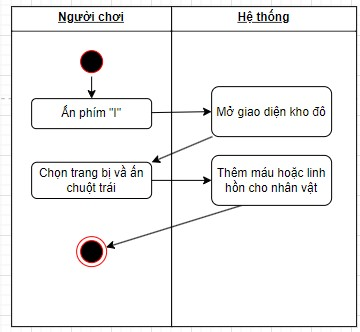 Người chơi
Hệ thống
Ấn phím "I"
Mở giao diện kho đồ
Chọn trang bị và ấn
chuột trái
Thêm máu hoặc linh
hồn cho nhân vật